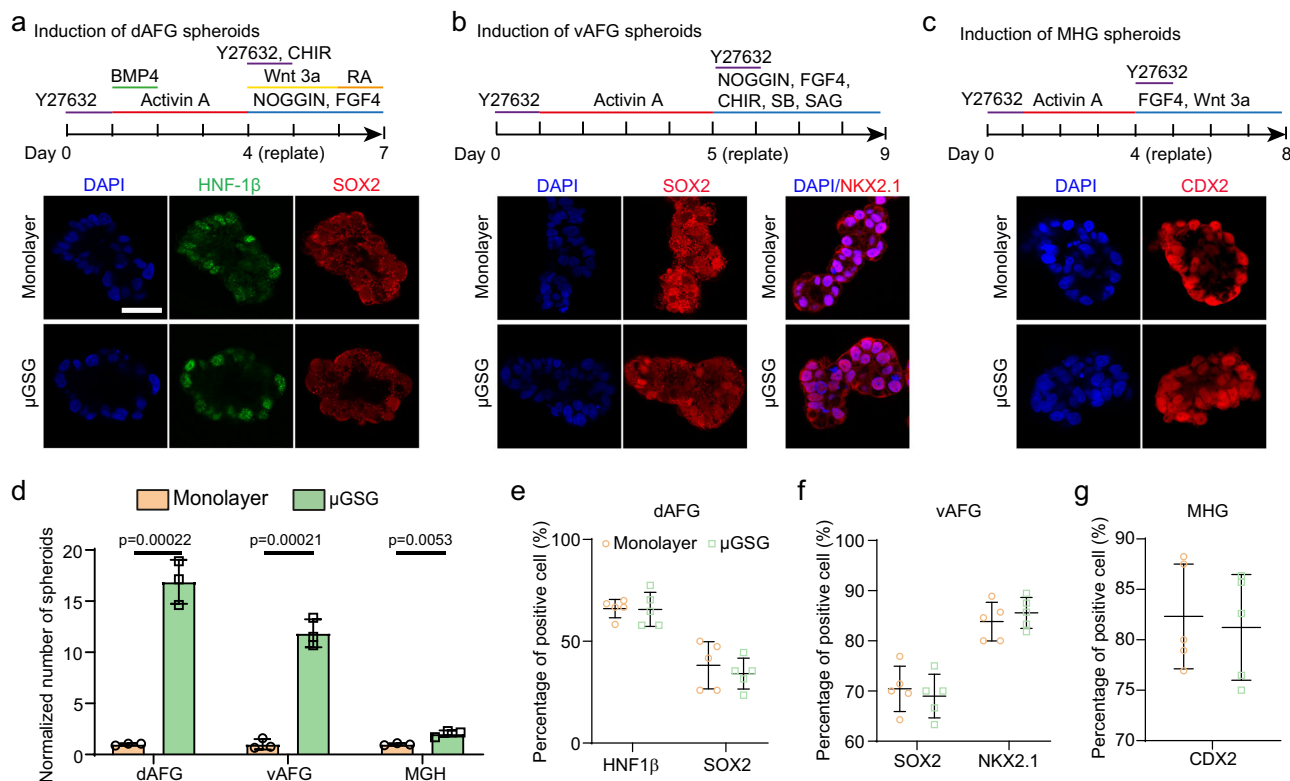 a
Induction of dAFG spheroids
Y27632, CHIR
BMP4
Wnt 3a
RA
Y27632
Activin A
NOGGIN, FGF4
Day 0
4 (replate)
7
DAPI
HNF-1β
SOX2
Monolayer
µGSG
b
Induction of vAFG spheroids
NOGGIN, FGF4,
Y27632
Y27632
Activin A
CHIR, SB, SAG
Day 0
5 (replate)
9
DAPI
SOX2
DAPI/NKX2.1
Monolayer
µGSG
c
Induction of MHG spheroids
Y27632
Y27632
Activin A
FGF4, Wnt 3a
Day 0
4 (replate)
8
DAPI
CDX2
Monolayer
µGSG
d
Monolayer
µGSG
Normalized number of spheroids
p=0.00022
p=0.00021
p=0.0053
20
15
10
5
0
dAFG
vAFG
MGH
e
dAFG
Percentage of positive cell (%)
Monolayer
µGSG
100
50
0
HNF1β
SOX2
f
vAFG
Percentage of positive cell (%)
100
90
80
70
60
SOX2
NKX2.1
g
MHG
Percentage of positive cell (%)
90
85
80
75
70
CDX2